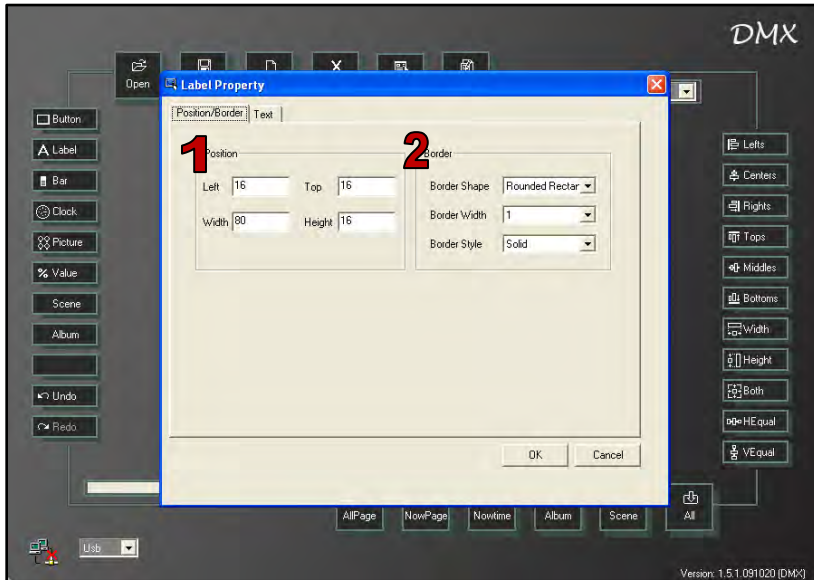 DMX
Open
Label Property
Position/Border
Text
1
Position
2
Border
Left 16
Top 16
Width 80
Height 16
Border Shape Rounded Rectar
Border Width 1
Border Style Solid
OK
Cancel
Button
Label
Bar
Clock
Picture
Value
Scene
Album
Undo
Redo
Lefts
Centers
Rights
Tops
Middles
Bottoms
Width
Height
Both
HEqual
VEqual
AllPage
NowPage
Nowtime
Album
Scene
All
Usb
Version: 1.5.1.091020 (DMX)